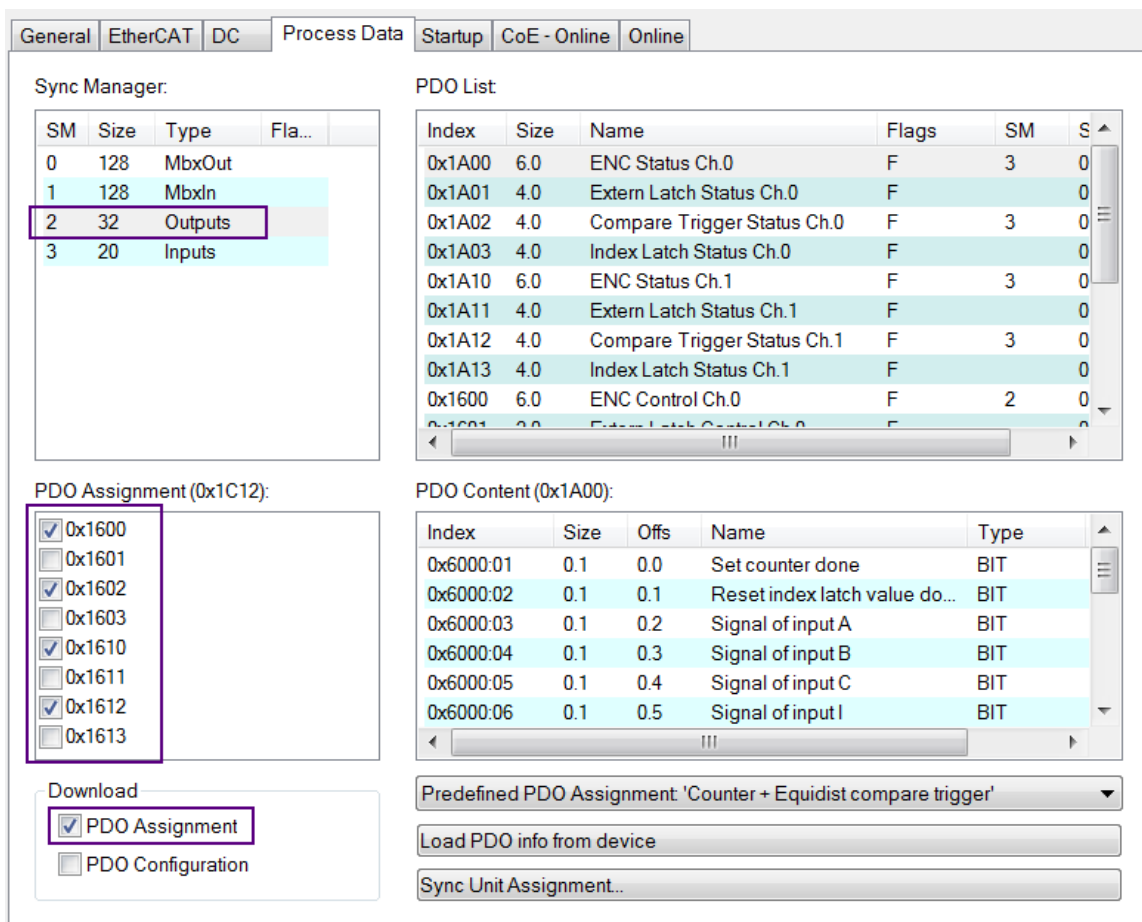 General EtherCAT DC Process Data Startup CoE - Online Online
Sync Manager:
SM Size Type Fla...
0 128 MbxOut
1 128 MbxIn
2 32 Outputs
3 20 Inputs
PDO List:
Index Size Name Flags SM S
0x1A00 6.0 ENC Status Ch.0 F 3 0
0x1A01 4.0 Extern Latch Status Ch.0 F 0
0x1A02 4.0 Compare Trigger Status Ch.0 F 3 0
0x1A03 4.0 Index Latch Status Ch.0 F 0
0x1A10 6.0 ENC Status Ch.1 F 3 0
0x1A11 4.0 Extern Latch Status Ch.1 F 0
0x1A12 4.0 Compare Trigger Status Ch.1 F 3 0
0x1A13 4.0 Index Latch Status Ch.1 F 0
0x1600 6.0 ENC Control Ch.0 F 2 0
PDO Assignment (0x1C12):
0x1600
0x1601
0x1602
0x1603
0x1610
0x1611
0x1612
0x1613
PDO Content (0x1A00):
Index Size Offs Name Type
0x6000:01 0.1 0.0 Set counter done BIT
0x6000:02 0.1 0.1 Reset index latch value do... BIT
0x6000:03 0.1 0.2 Signal of input A BIT
0x6000:04 0.1 0.3 Signal of input B BIT
0x6000:05 0.1 0.4 Signal of input C BIT
0x6000:06 0.1 0.5 Signal of input I BIT
Download
PDO Assignment
PDO Configuration
Predefined PDO Assignment: 'Counter + Equidist compare trigger'
Load PDO info from device
Sync Unit Assignment...